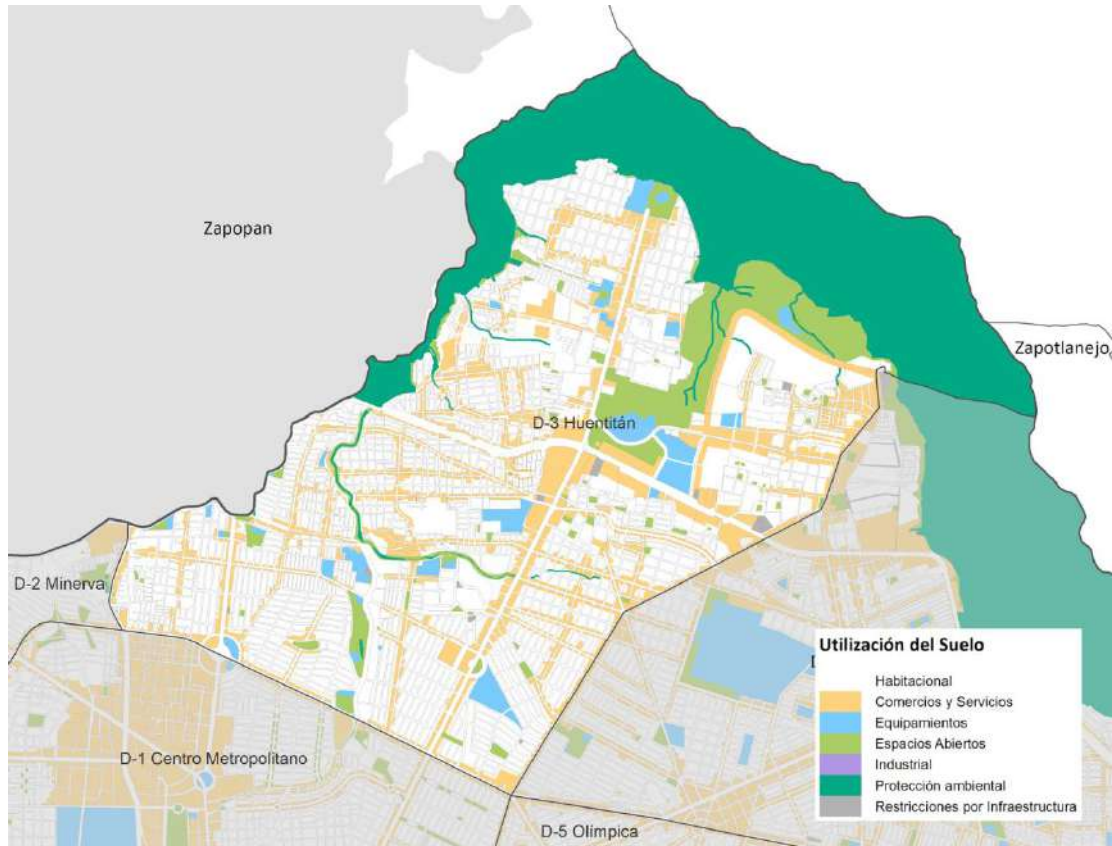 Zapopan
Zapotlanejo
D-3 Huentitán
D-2 Minerva
D-1 Centro Metropolitano
D-5 Olímpica
Utilización del Suelo
Habitacional
Comercios y Servicios
Equipamientos
Espacios Abiertos
Industrial
Protección ambiental
Restricciones por Infraestructura